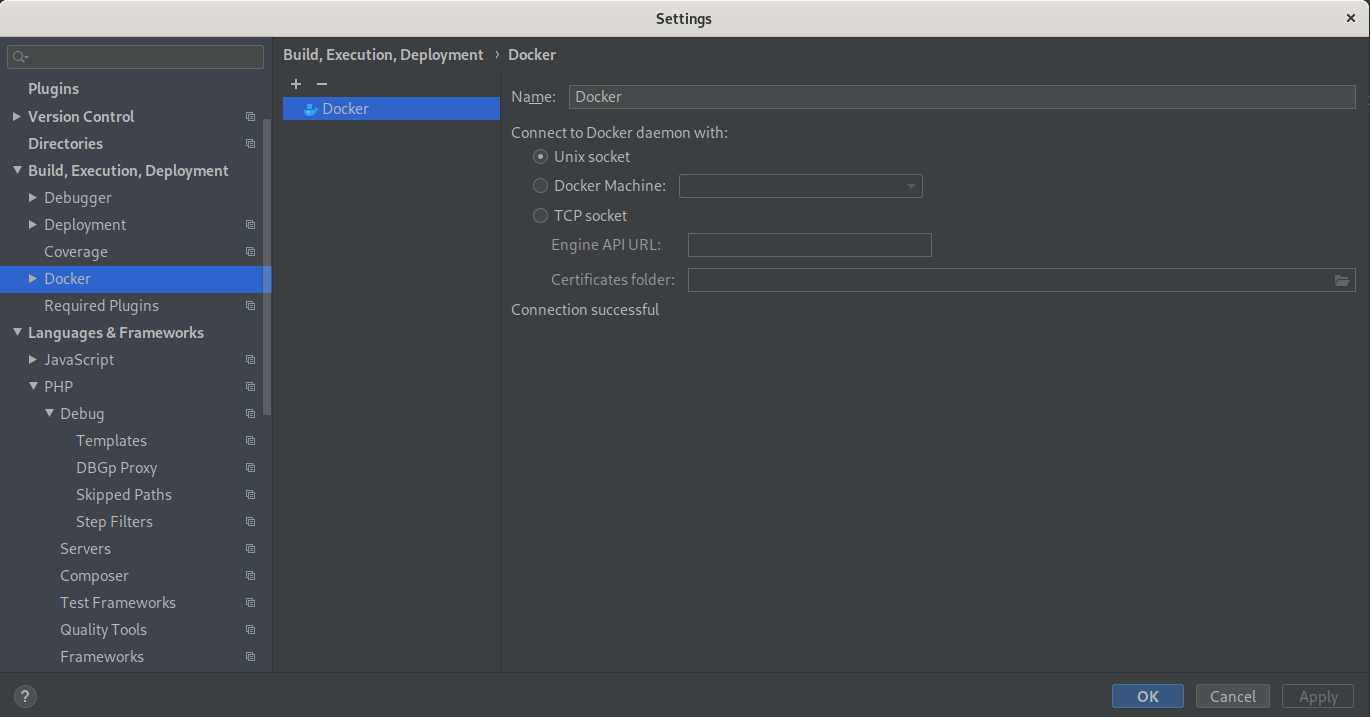 Settings
Plugins
Version Control
Directories
Build, Execution, Deployment
Debugger
Deployment
Coverage
Docker
Required Plugins
Languages & Frameworks
JavaScript
PHP
Debug
Templates
DBGp Proxy
Skipped Paths
Step Filters
Servers
Composer
Test Frameworks
Quality Tools
Frameworks
Build, Execution, Deployment › Docker
Docker
Name: Docker
Connect to Docker daemon with:
Unix socket
Docker Machine:
TCP socket
Engine API URL:
Certificates folder:
Connection successful
?
OK Cancel Apply